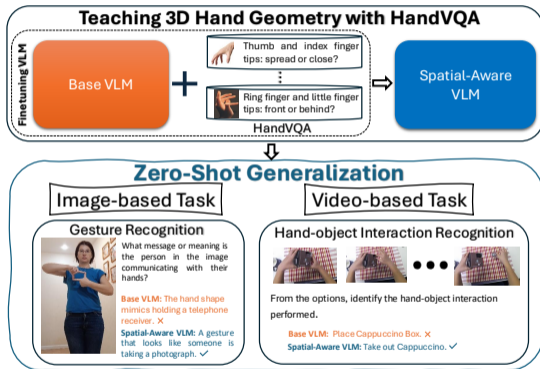 Teaching 3D Hand Geometry with HandVQA
Finetuning VLM
Base VLM
+
Thumb and index finger
tips: spread or close?
Ring finger and little finger
tips: front or behind?
HandVQA
Spatial-Aware
VLM
Zero-Shot Generalization
Image-based Task
Gesture Recognition
What message or meaning is
the person in the image
communicating with their
hands?
Base VLM: The hand shape
mimics holding a telephone
receiver. ✗
Spatial-Aware VLM: A gesture
that looks like someone is
taking a photograph. ✓
Video-based Task
Hand-object Interaction Recognition
From the options, identify the hand-object interaction
performed.
Base VLM: Place Cappuccino Box. ✗
Spatial-Aware VLM: Take out Cappuccino. ✓